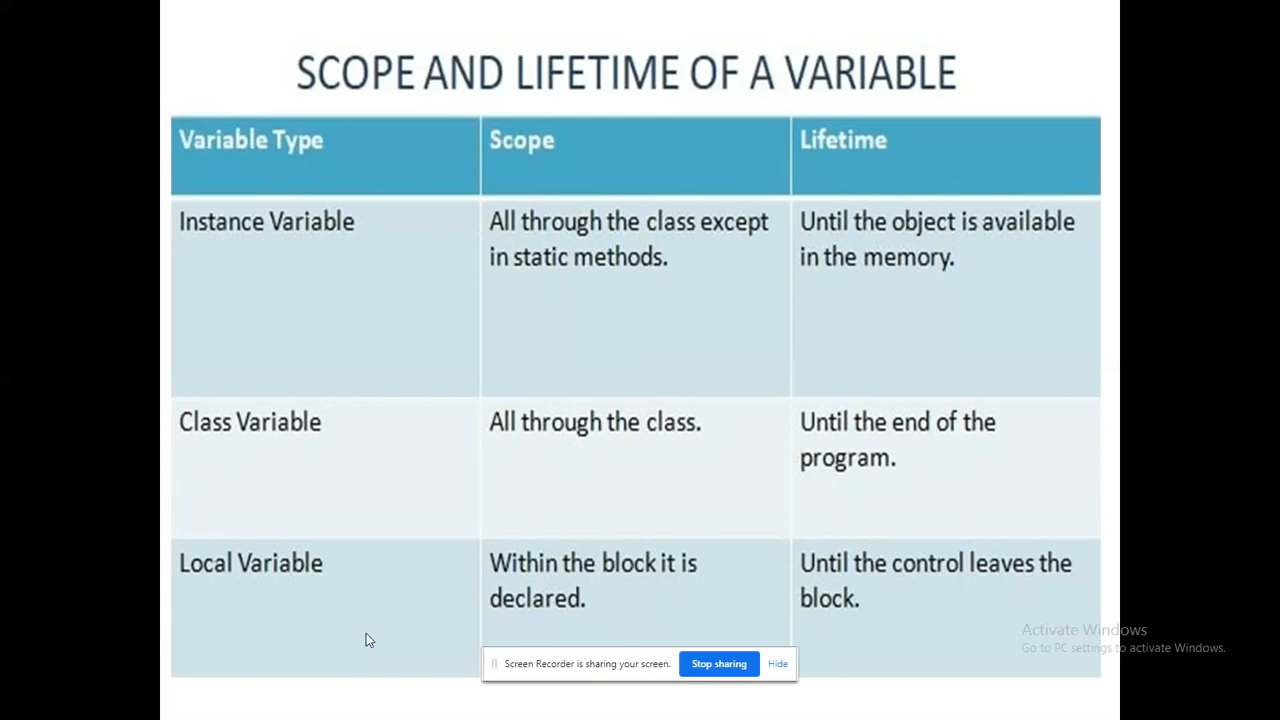 SCOPE AND LIFETIME OF A VARIABLE
Variable Type
Scope
Lifetime
Instance Variable
All through the class except
in static methods.
Until the object is available
in the memory.
Class Variable
All through the class.
Until the end of the
program.
Local Variable
Within the block it is
declared.
Until the control leaves the
block.
Activate Windows
Go to PC settings to activate Windows.
Screen Recorder is sharing your screen.
Stop sharing
Hide